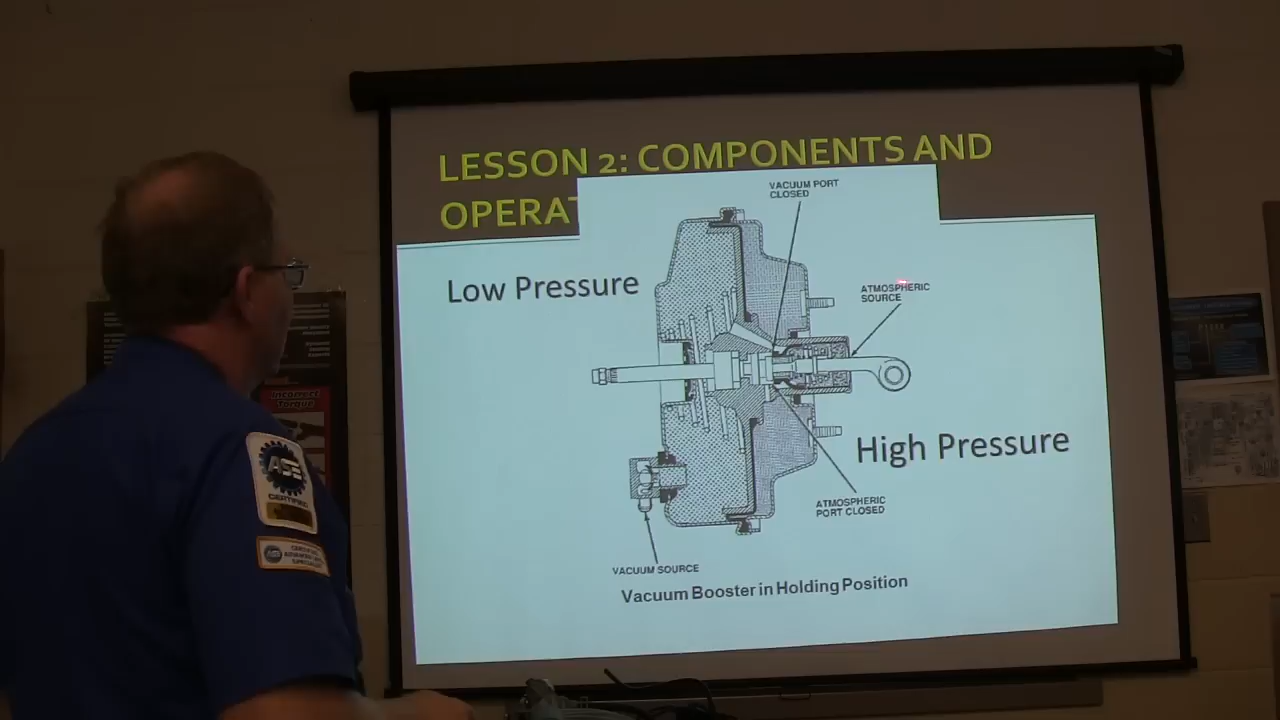 LESSON 2: COMPONENTS AND
OPERAT
VACUUM PORT
CLOSED
Low Pressure
ATMOSPHERIC
SOURCE
High Pressure
ATMOSPHERIC
PORT CLOSED
VACUUM SOURCE
Vacuum Booster in Holding Position
Incorrect
Torque
ASE
CERTIFIED
ASE